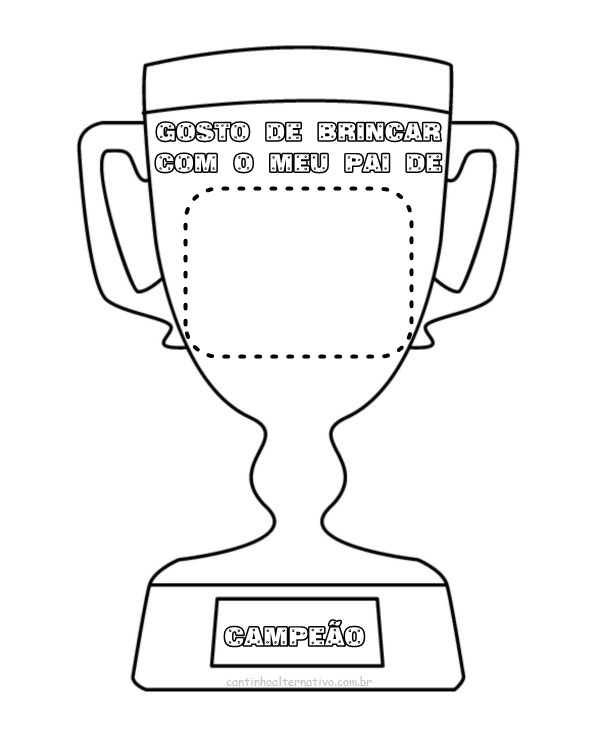 GOSTO DE BRINCAR
COM O MEU PAI DE
CAMPEÃO
cantinhoalternativo.com.br